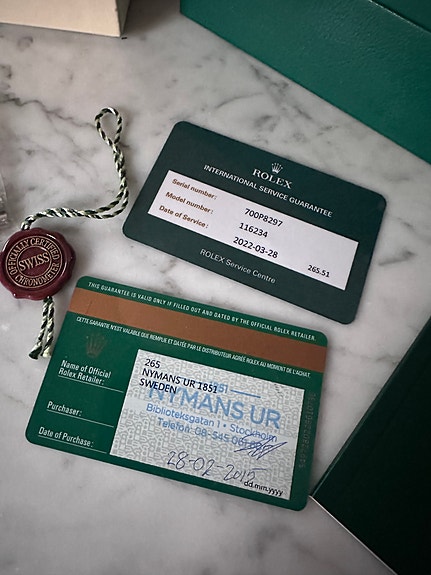 ROLEX
INTERNATIONAL SERVICE GUARANTEE
Serial number: 700P8297
Model number: 116234
Date of Service: 2022-03-28
265.51
ROLEX Service Centre
OFFICIALLY CERTIFIED
SWISS
CHRONOMETER
THIS GUARANTEE IS VALID ONLY IF FILLED OUT AND DATED BY THE OFFICIAL ROLEX RETAILER.
CETTE GARANTIE N'EST VALABLE QUE REMPLIE ET DATÉE PAR LE DISTRIBUTEUR AGRÉÉ ROLEX AU MOMENT DE L'ACHAT.
Name of Official
Rolex Retailer:
265
NYMANS UR 1851
SWEDEN
1851
NYMANS UR
Biblioteksgatan 1 • Stockholm
Telefon: 08-545
Purchaser:
Date of Purchase:
28-02-2015
dd.mm.yyyy